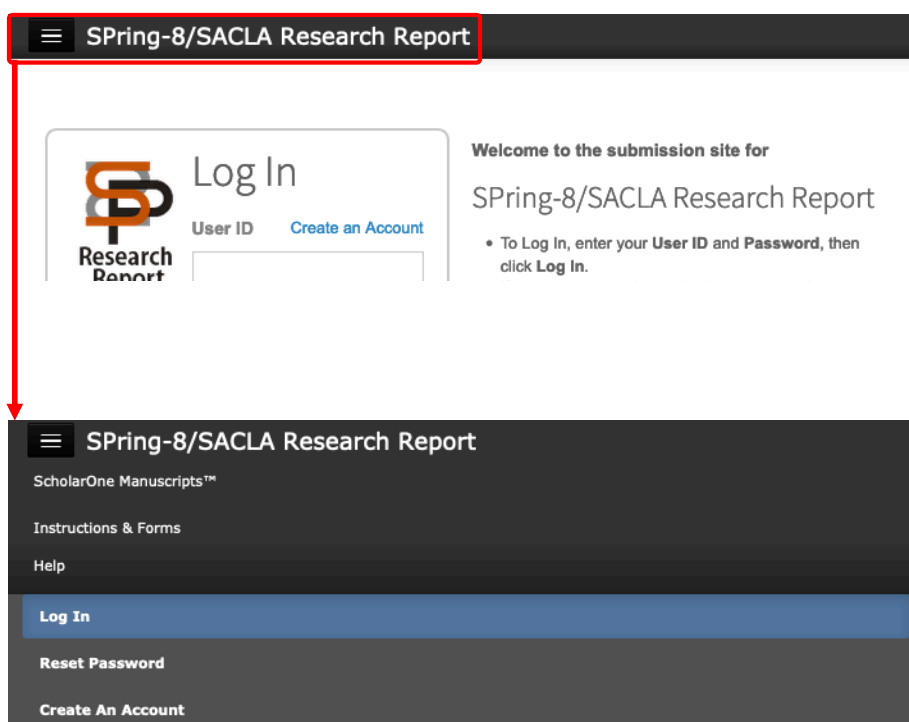 SPring-8/SACLA Research Report
Log In
User ID Create an Account
Research
Report
Welcome to the submission site for
SPring-8/SACLA Research Report
• To Log In, enter your User ID and Password, then
click Log In.
SPring-8/SACLA Research Report
ScholarOne Manuscripts™
Instructions & Forms
Help
Log In
Reset Password
Create An Account